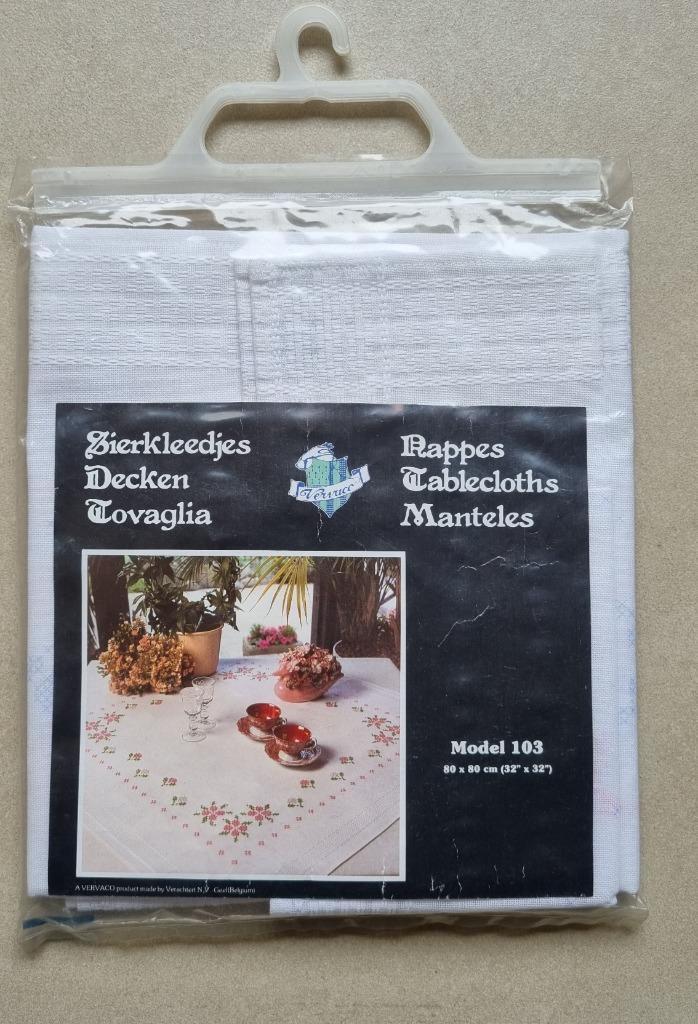 Sierkleedjes
Decken
Tovaglia
Vervaco
Nappes
Tablecloths
Manteles
Model 103
80 x 80 cm (32" x 32")
A VERVACO product made by Verachtert N.V. Geel(Belgium)